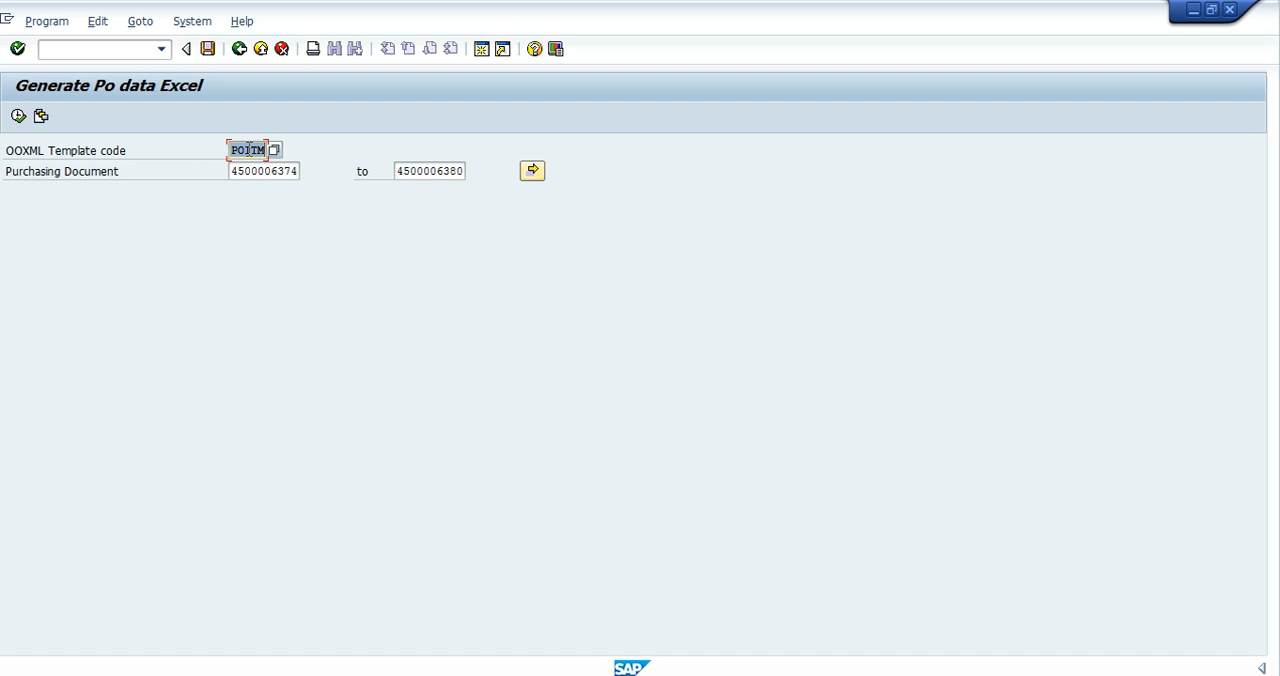 Program Edit Goto System Help
Generate Po data Excel
OOXML Template code POITM
Purchasing Document 4500006374 to 4500006380
SAP